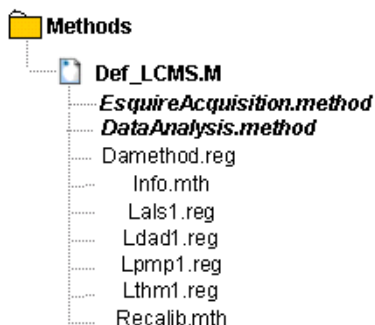 Methods
Def_LCMS.M
EsquireAcquisition.method
DataAnalysis.method
Damethod.reg
Info.mth
Lals1.reg
Ldad1.reg
Lpmp1.reg
Lthm1.reg
Recalib.mth